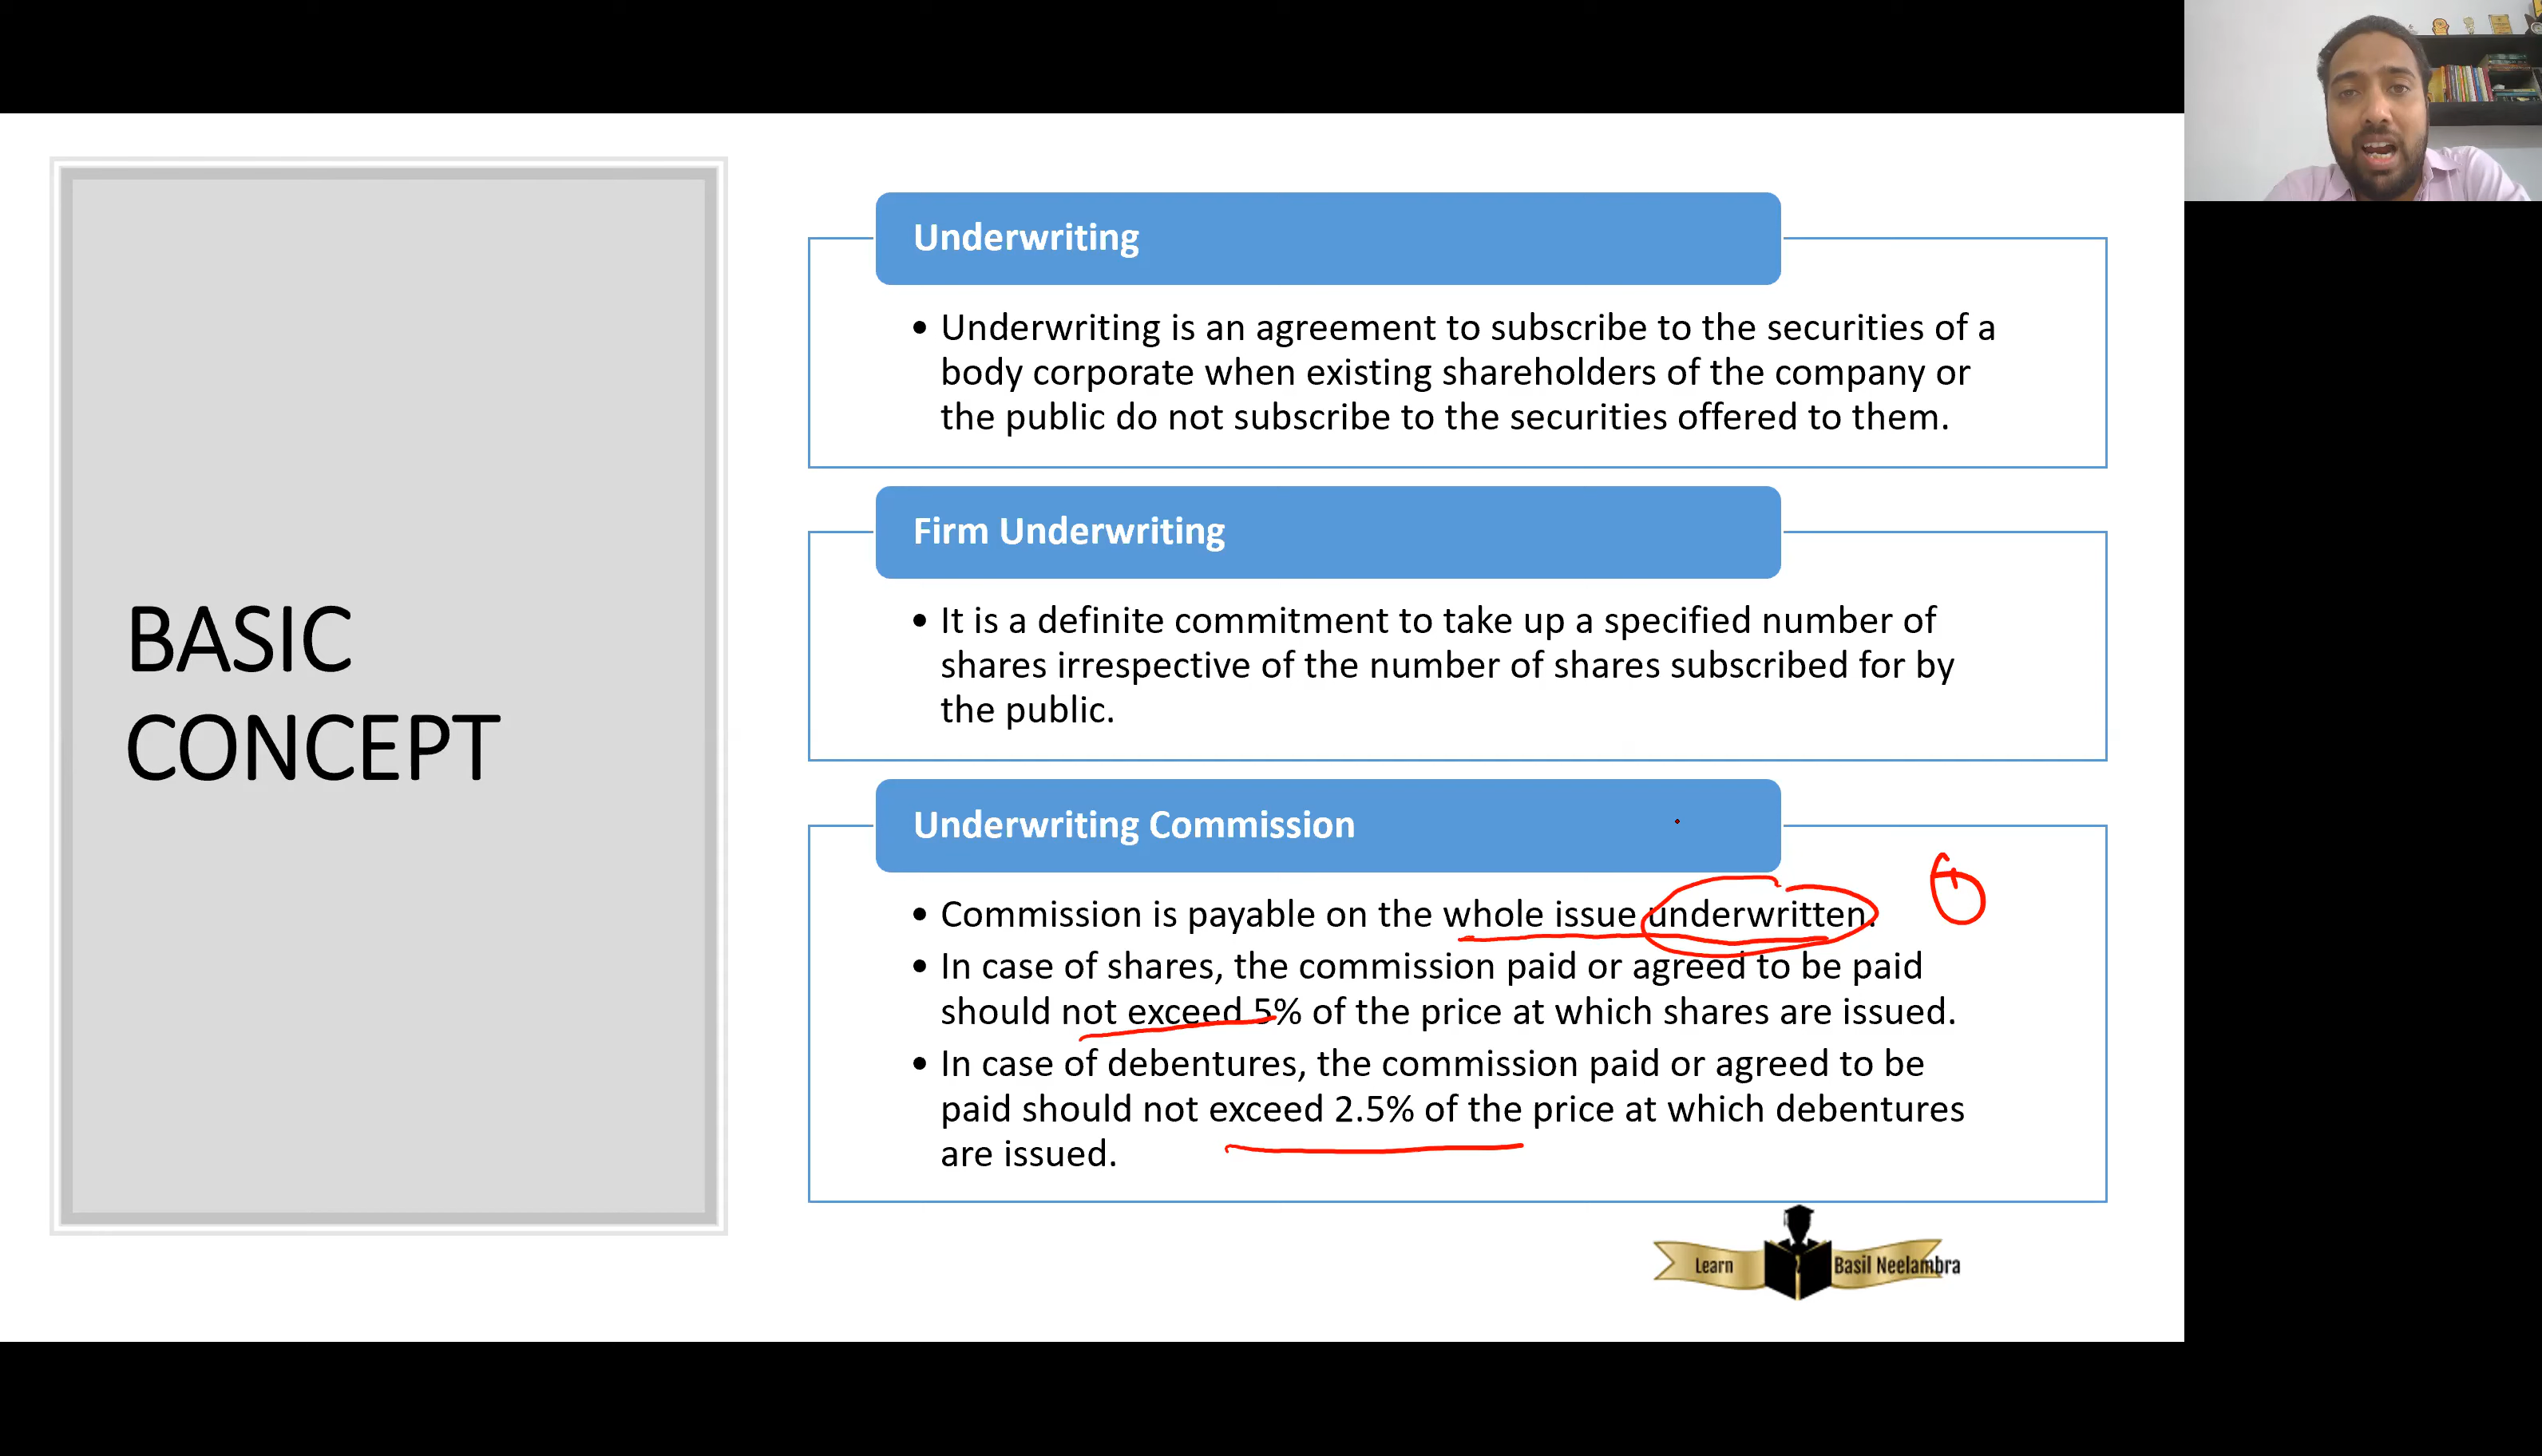 BASIC
CONCEPT
Underwriting
• Underwriting is an agreement to subscribe to the securities of a
body corporate when existing shareholders of the company or
the public do not subscribe to the securities offered to them.
Firm Underwriting
• It is a definite commitment to take up a specified number of
shares irrespective of the number of shares subscribed for by
the public.
Underwriting Commission
• Commission is payable on the whole issue underwritten.
• In case of shares, the commission paid or agreed to be paid
should not exceed 5% of the price at which shares are issued.
• In case of debentures, the commission paid or agreed to be
paid should not exceed 2.5% of the price at which debentures
are issued.
Learn Basil Neelambra